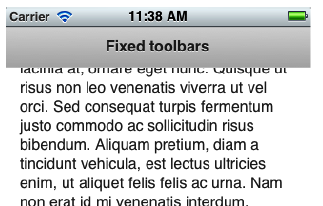 Carrier 11:38 AM
Fixed toolbars
lacinia at, ornare eget nunc. Quisque ut
risus non leo venenatis viverra ut vel
orci. Sed consequat turpis fermentum
justo commodo ac sollicitudin risus
bibendum. Aliquam pretium, diam a
tincidunt vehicula, est lectus ultricies
enim, ut aliquet felis felis ac urna. Nam
non erat id mi venenatis interdum.